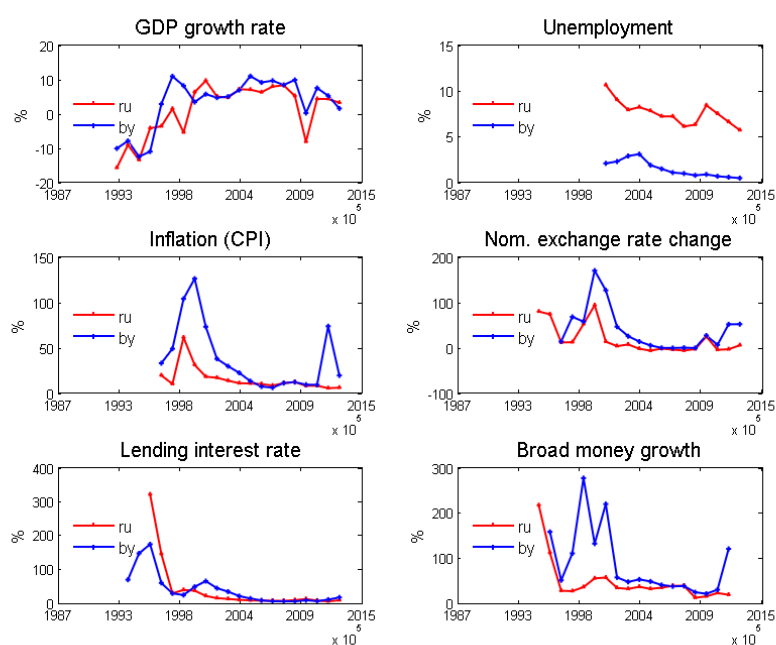 GDP growth rate
20
10
0
-10
-20
%
ru
by
1987 1993 1998 2004 2009 2015
x 10^5
Unemployment
15
10
5
0
%
ru
by
1987 1993 1998 2004 2009 2015
x 10^5
Inflation (CPI)
150
100
50
0
%
ru
by
1987 1993 1998 2004 2009 2015
x 10^5
Nom. exchange rate change
200
100
0
-100
%
ru
by
1987 1993 1998 2004 2009 2015
x 10^5
Lending interest rate
400
300
200
100
0
%
ru
by
1987 1993 1998 2004 2009 2015
x 10^5
Broad money growth
300
200
100
0
%
ru
by
1987 1993 1998 2004 2009 2015
x 10^5